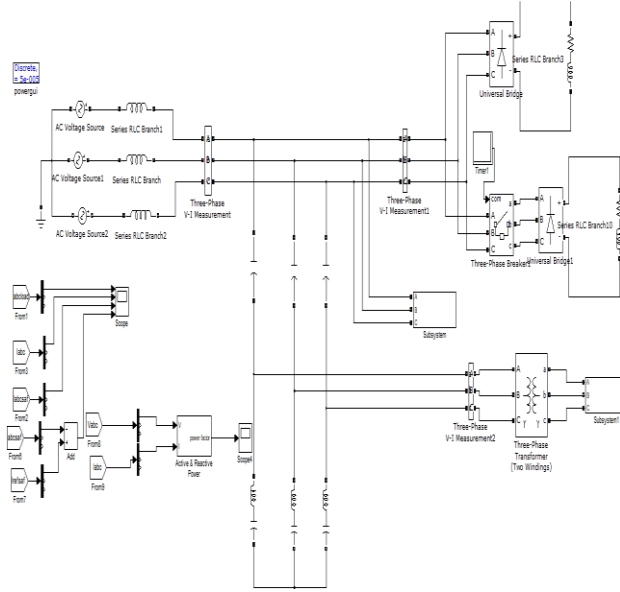 Discrete,
= 5e-005
powergui
AC Voltage Source
Series RLC Branch1
AC Voltage Source1
Series RLC Branch
AC Voltage Source2
Series RLC Branch2
A
B
C
Three-Phase
V-I Measurement
Three-Phase
V-I Measurement1
A
B
C
+
-
Universal Bridge
Series RLC Branch3
Timer1
com
A
B
C
a
b
c
Three-Phase Breaker1
A
B
C
Universal Bridge1
Series RLC Branch10
A
B
C
Subsystem
From1
Iabc
From3
From2
From6
From7
Scope
Add
Vabc
From8
Iabc
From9
V
I
power factor
Active & Reactive
Power
Scope4
Three-Phase
V-I Measurement2
A
B
C
a
b
c
Y
Y
Three-Phase
Transformer
(Two Windings)
A
B
C
Subsystem1